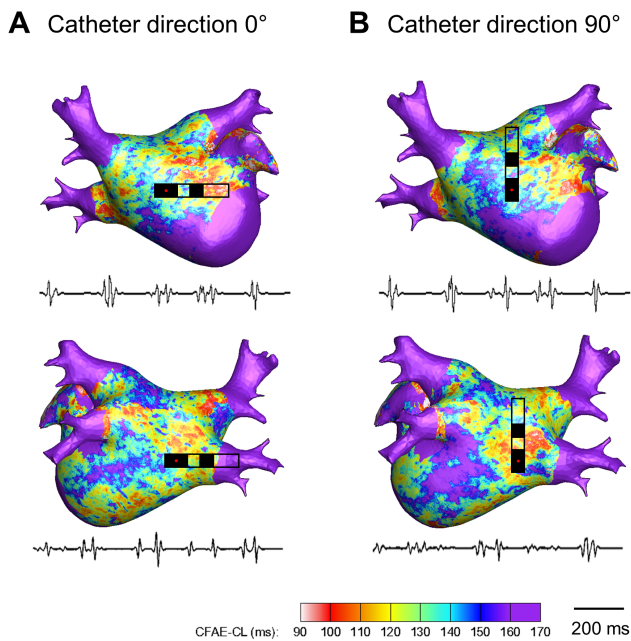 A Catheter direction 0°
B Catheter direction 90°
CFAE-CL (ms):
90 100 110 120 130 140 150 160 170
200 ms